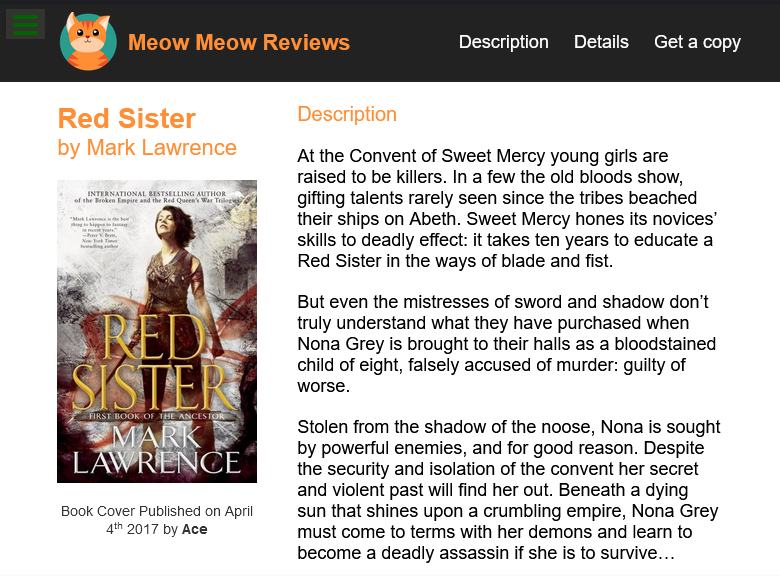 Meow Meow Reviews
Description Details Get a copy
Red Sister
by Mark Lawrence
INTERNATIONAL BESTSELLING AUTHOR
of the Broken Empire and the Red Queen's War Trilogies
"Mark Lawrence is the best
thing to happen to fantasy
in recent years."
—Peter V. Brett,
New York Times
bestselling author
RED
SISTER
FIRST BOOK OF THE ANCESTOR
MARK
LAWRENCE
Book Cover Published on April
4th 2017 by Ace
Description
At the Convent of Sweet Mercy young girls are
raised to be killers. In a few the old bloods show,
gifting talents rarely seen since the tribes beached
their ships on Abeth. Sweet Mercy hones its novices’
skills to deadly effect: it takes ten years to educate a
Red Sister in the ways of blade and fist.
But even the mistresses of sword and shadow don’t
truly understand what they have purchased when
Nona Grey is brought to their halls as a bloodstained
child of eight, falsely accused of murder: guilty of
worse.
Stolen from the shadow of the noose, Nona is sought
by powerful enemies, and for good reason. Despite
the security and isolation of the convent her secret
and violent past will find her out. Beneath a dying
sun that shines upon a crumbling empire, Nona Grey
must come to terms with her demons and learn to
become a deadly assassin if she is to survive…